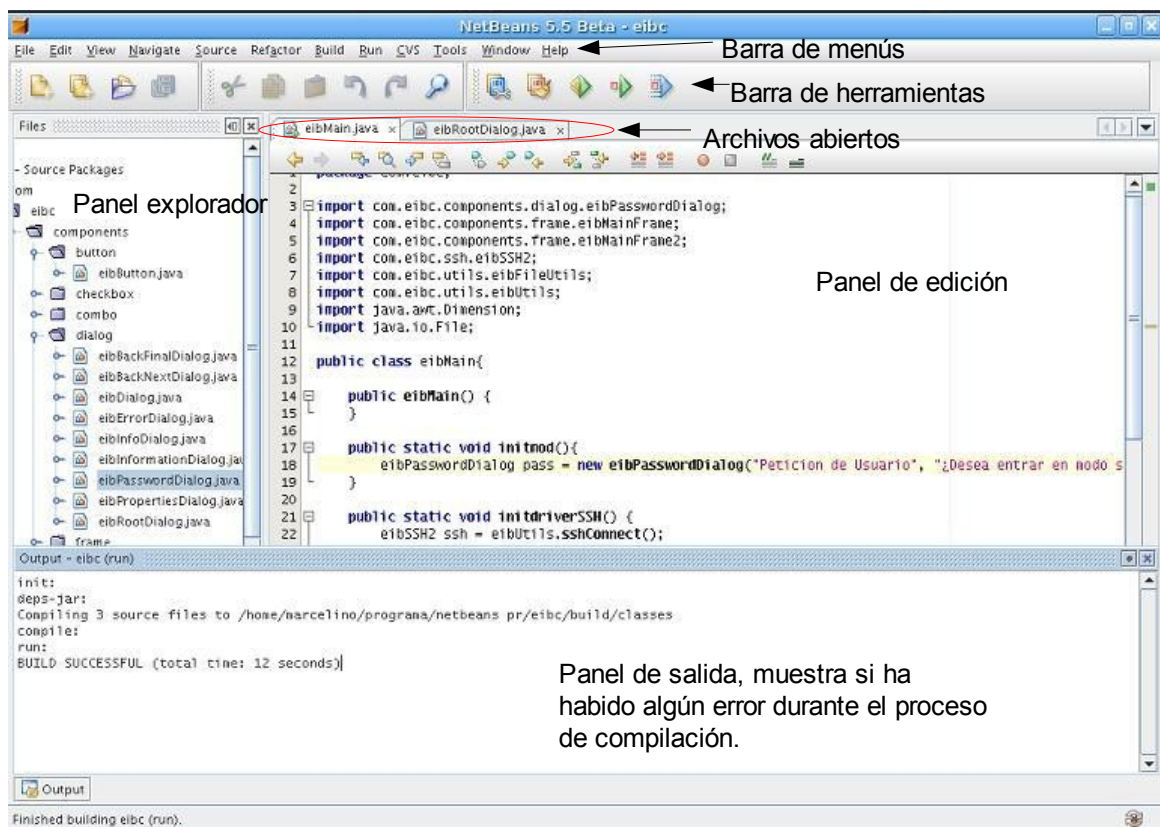 NetBeans 5.5 Beta - eibc
File Edit View Navigate Source Refactor Build Run CVS Tools Window Help
Barra de menús
Barra de herramientas
Files
eibMain.java x
eibRootDialog.java x
Archivos abiertos
- Source Packages
om
eibc
Panel explorador
components
button
eibButton.java
checkbox
combo
dialog
eibBackFinalDialog.java
eibBackNextDialog.java
eibDialog.java
eibErrorDialog.java
eibInfoDialog.java
eibInformationDialog.jav
eibPasswordDialog.java
eibPropertiesDialog.java
eibRootDialog.java
frame
1 package com.eibc;
2
3 import com.eibc.components.dialog.eibPasswordDialog;
4 import com.eibc.components.frame.eibMainFrame;
5 import com.eibc.components.frame.eibMainFrame2;
6 import com.eibc.ssh.eibSSH2;
7 import com.eibc.utils.eibFileUtils;
8 import com.eibc.utils.eibUtils;
9 import java.awt.Dimension;
10 import java.io.File;
11
12 public class eibMain{
13
14 public eibMain() {
15 }
16
17 public static void initmod(){
18 eibPasswordDialog pass = new eibPasswordDialog("Peticion de Usuario", "¿Desea entrar en modo s
19 }
20
21 public static void initdriverSSH() {
22 eibSSH2 ssh = eibUtils.sshConnect();
Panel de edición
Output - eibc (run)
init:
deps-jar:
Compiling 3 source files to /home/marcelino/programa/netbeans pr/eibc/build/classes
compile:
run:
BUILD SUCCESSFUL (total time: 12 seconds)
Panel de salida, muestra si ha
habido algún error durante el proceso
de compilación.
Output
Finished building eibc (run).